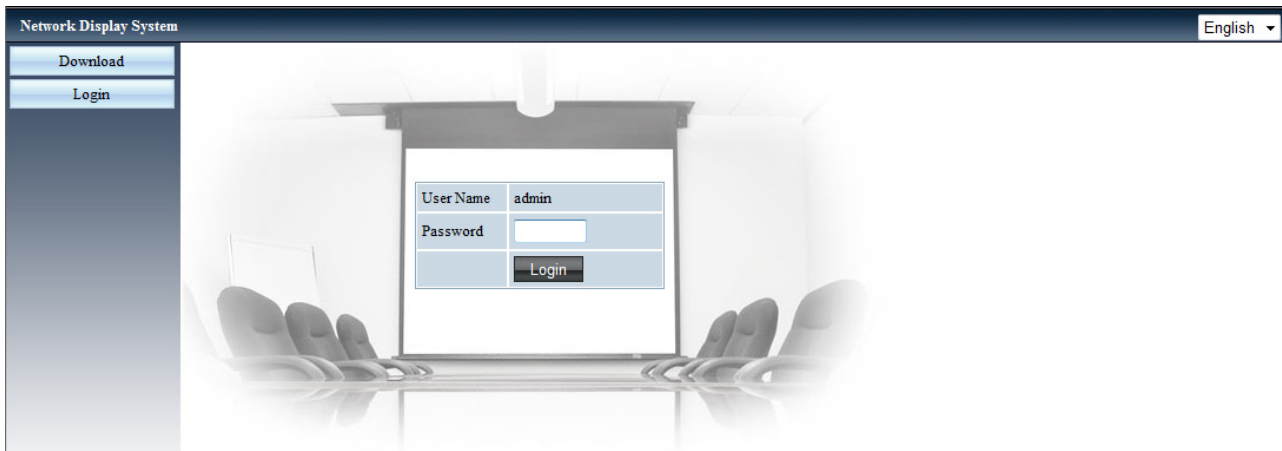 Network Display System
English
Download
Login
User Name admin
Password
Login